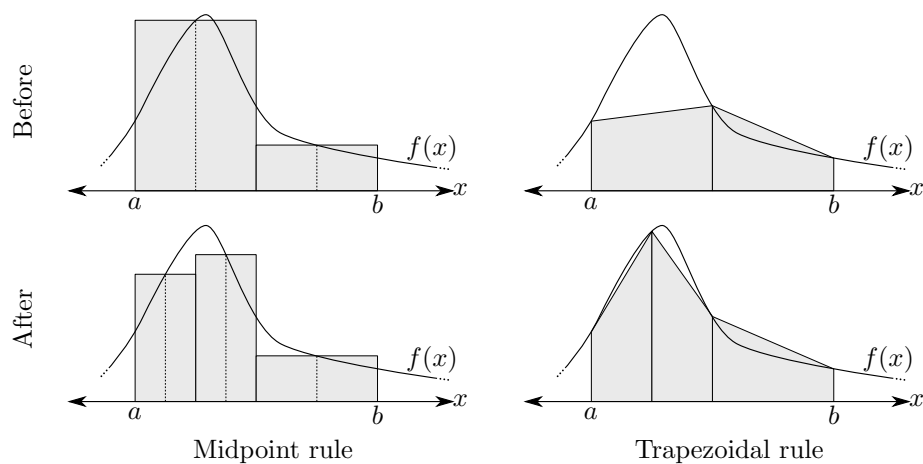 Before
f(x)
x
a
b
f(x)
x
a
b
After
f(x)
x
a
b
f(x)
x
a
b
Midpoint rule
Trapezoidal rule